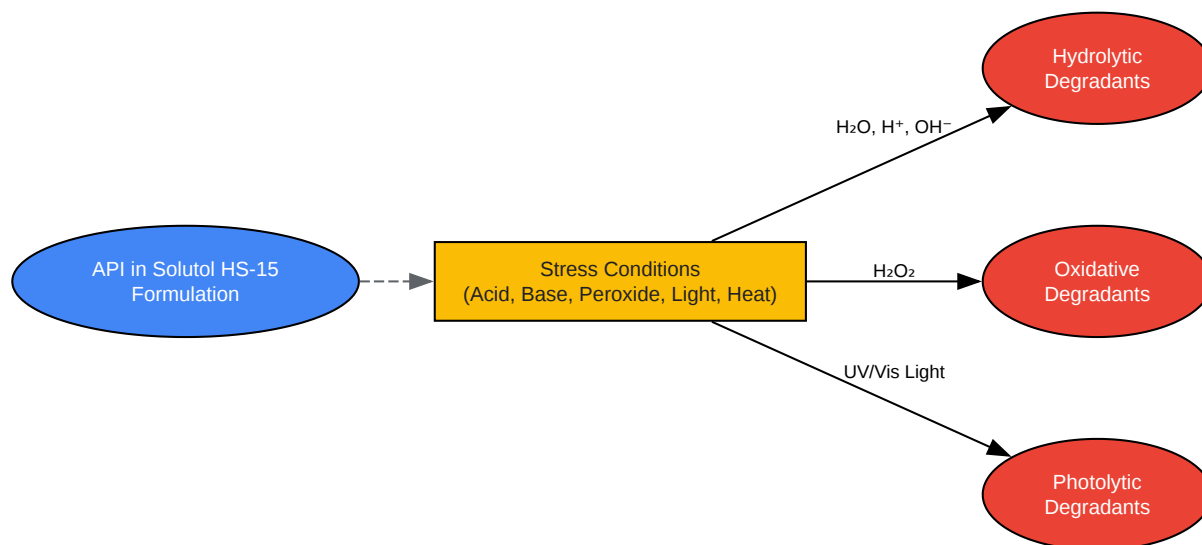 Hydrolytic
Degradants
H₂O, H⁺, OH⁻
API in Solutol HS-15
Formulation
Stress Conditions
(Acid, Base, Peroxide, Light, Heat)
H₂O₂
Oxidative
Degradants
UV/Vis Light
Photolytic
Degradants